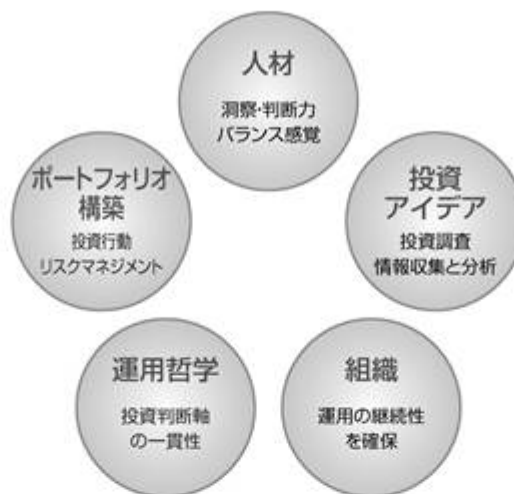 人材
洞察・判断力
バランス感覚
ポートフォリオ
構築
投資行動
リスクマネジメント
投資
アイデア
投資調査
情報収集と分析
運用哲学
投資判断軸
の一貫性
組織
運用の継続性
を確保